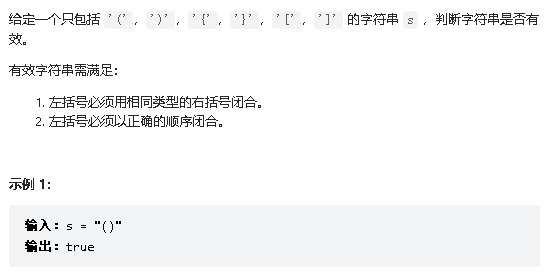 给定一个只包括 '(', ')', '{', '}', '[', ']' 的字符串 s ，判断字符串是否有
效。
有效字符串需满足：
1. 左括号必须用相同类型的右括号闭合。
2. 左括号必须以正确的顺序闭合。
示例 1：
输入：s = "()"
输出：true